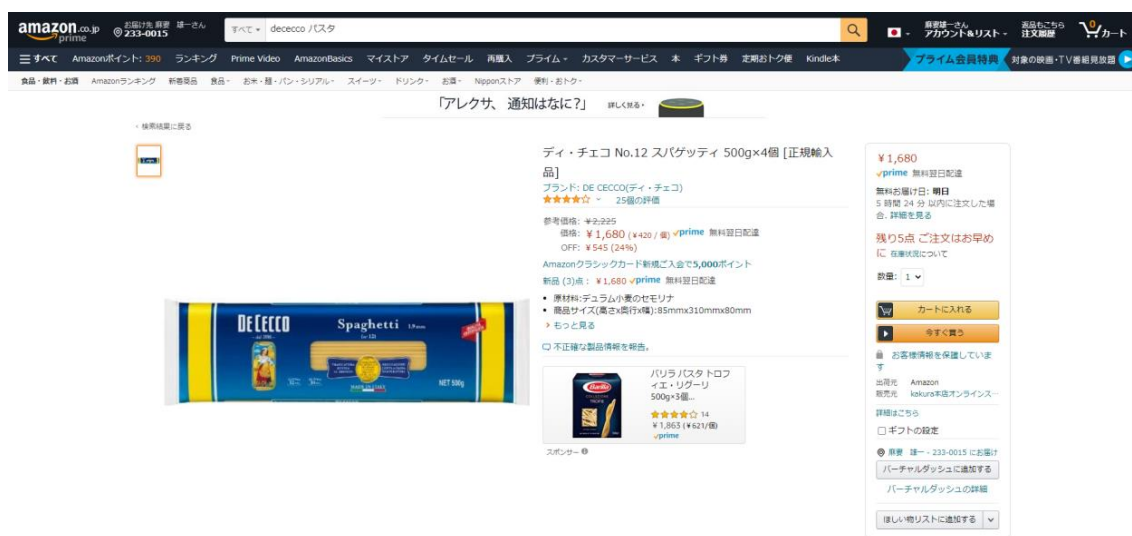 amazon.co.jp
prime
お届け先 麻要 雄一さん
233-0015
すべて
dececco パスタ
麻要雄一さん
アカウント&リスト
返品もこちら
注文履歴
0
カート
すべて
Amazonポイント: 390
ランキング
Prime Video
AmazonBasics
マイストア
タイムセール
再購入
プライム
カスタマーサービス
本
ギフト券
定期おトク便
Kindle本
プライム会員特典
対象の映画・TV番組見放題
食品・飲料・お酒
Amazonランキング
新着商品
食品
お米・麺・パン・シリアル
スイーツ
ドリンク
お酒
Nipponストア
便利・おトク
「アレクサ、通知はなに?」
詳しく見る›
‹ 検索結果に戻る
ディ・チェコ No.12 スパゲッティ 500g×4個 [正規輸入
品]
ブランド: DE CECCO(ディ・チェコ)
25個の評価
参考価格: ¥2,225
価格: ¥1,680 (¥420 / 個) prime 無料翌日配達
OFF: ¥545 (24%)
Amazonクラシックカード新規ご入会で5,000ポイント
新品 (3)点: ¥1,680 prime 無料翌日配達
• 原材料:デュラム小麦のセモリナ
• 商品サイズ(高さx奥行x幅):85mmx310mmx80mm
› もっと見る
不正確な製品情報を報告。
DE CECCO
Spaghetti
MADE IN ITALY
NET 500g
Barilla
バリラ パスタ トロフ
ィエ・リグーリ
500g×3個...
14
¥1,863 (¥621/個)
prime
スポンサー
¥1,680
prime 無料翌日配達
無料お届け日: 明日
5 時間 24 分 以内に注文した場
合. 詳細を見る
残り5点 ご注文はお早め
に 在庫状況について
数量: 1
カートに入れる
今すぐ買う
お客様情報を保護していま
す
出荷元 Amazon
販売元 kakura本店オンラインス…
詳細はこちら
ギフトの設定
麻要 雄一 - 233-0015 にお届け
バーチャルダッシュに追加する
バーチャルダッシュの詳細
ほしい物リストに追加する